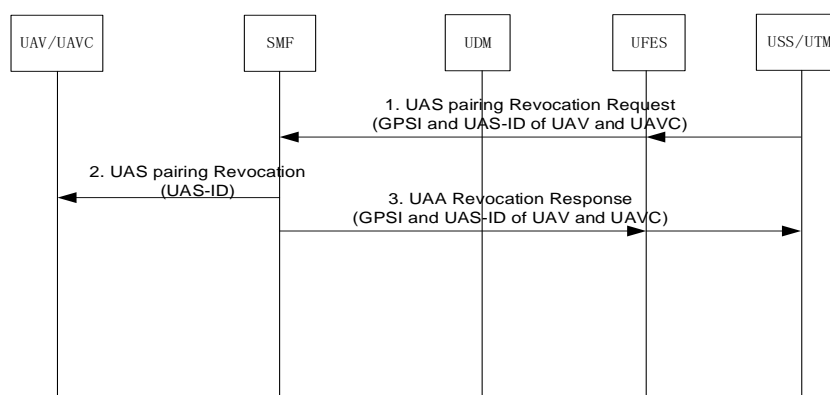 UAV/UAVC
SMF
UDM
UFES
USS/UTM
1. UAS pairing Revocation Request
(GPSI and UAS-ID of UAV and UAVC)
2. UAS pairing Revocation
(UAS-ID)
3. UAA Revocation Response
(GPSI and UAS-ID of UAV and UAVC)